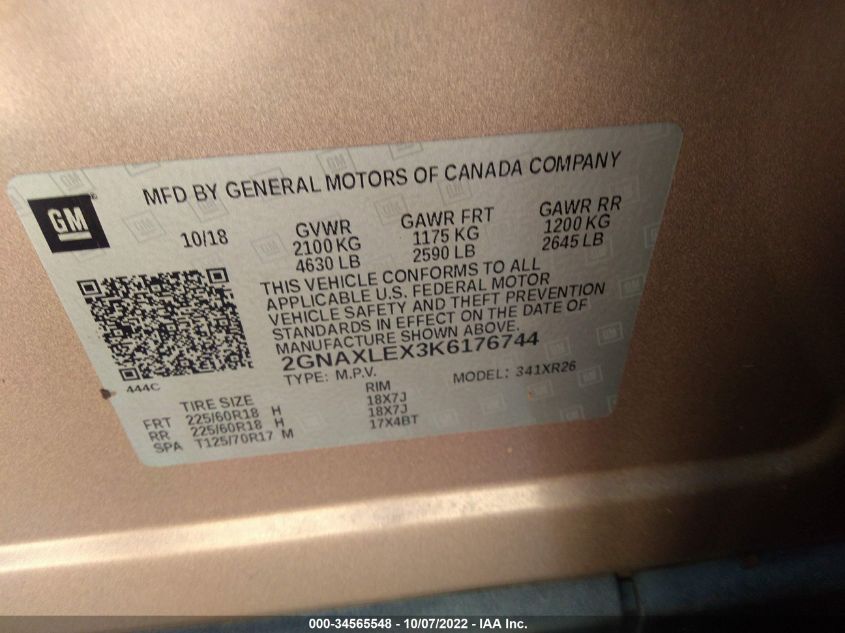 GM
MFD BY GENERAL MOTORS OF CANADA COMPANY
10/18 GVWR GAWR FRT GAWR RR
2100 KG 1175 KG 1200 KG
4630 LB 2590 LB 2645 LB
THIS VEHICLE CONFORMS TO ALL
APPLICABLE U.S. FEDERAL MOTOR
VEHICLE SAFETY AND THEFT PREVENTION
STANDARDS IN EFFECT ON THE DATE OF
MANUFACTURE SHOWN ABOVE.
2GNAXLEX3K6176744
TYPE: M.P.V. MODEL: 341XR26
444C
TIRE SIZE RIM
FRT 225/60R18 H 18X7J
RR 225/60R18 H 18X7J
SPA T125/70R17 M 17X4BT
000-34565548 - 10/07/2022 - IAA Inc.